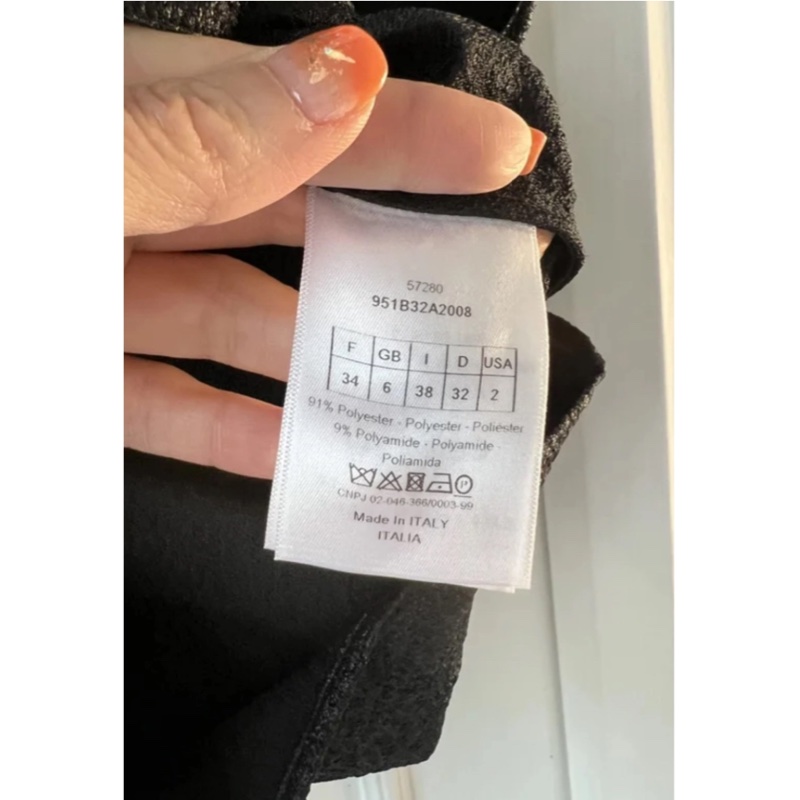 57280
951B32A2008
F GB I D USA
34 6 38 32 2
91% Polyester - Polyester - Poliéster
9% Polyamide - Polyamide -
Poliamida
CNPJ 02-046-366/0003-99
Made In ITALY
ITALIA